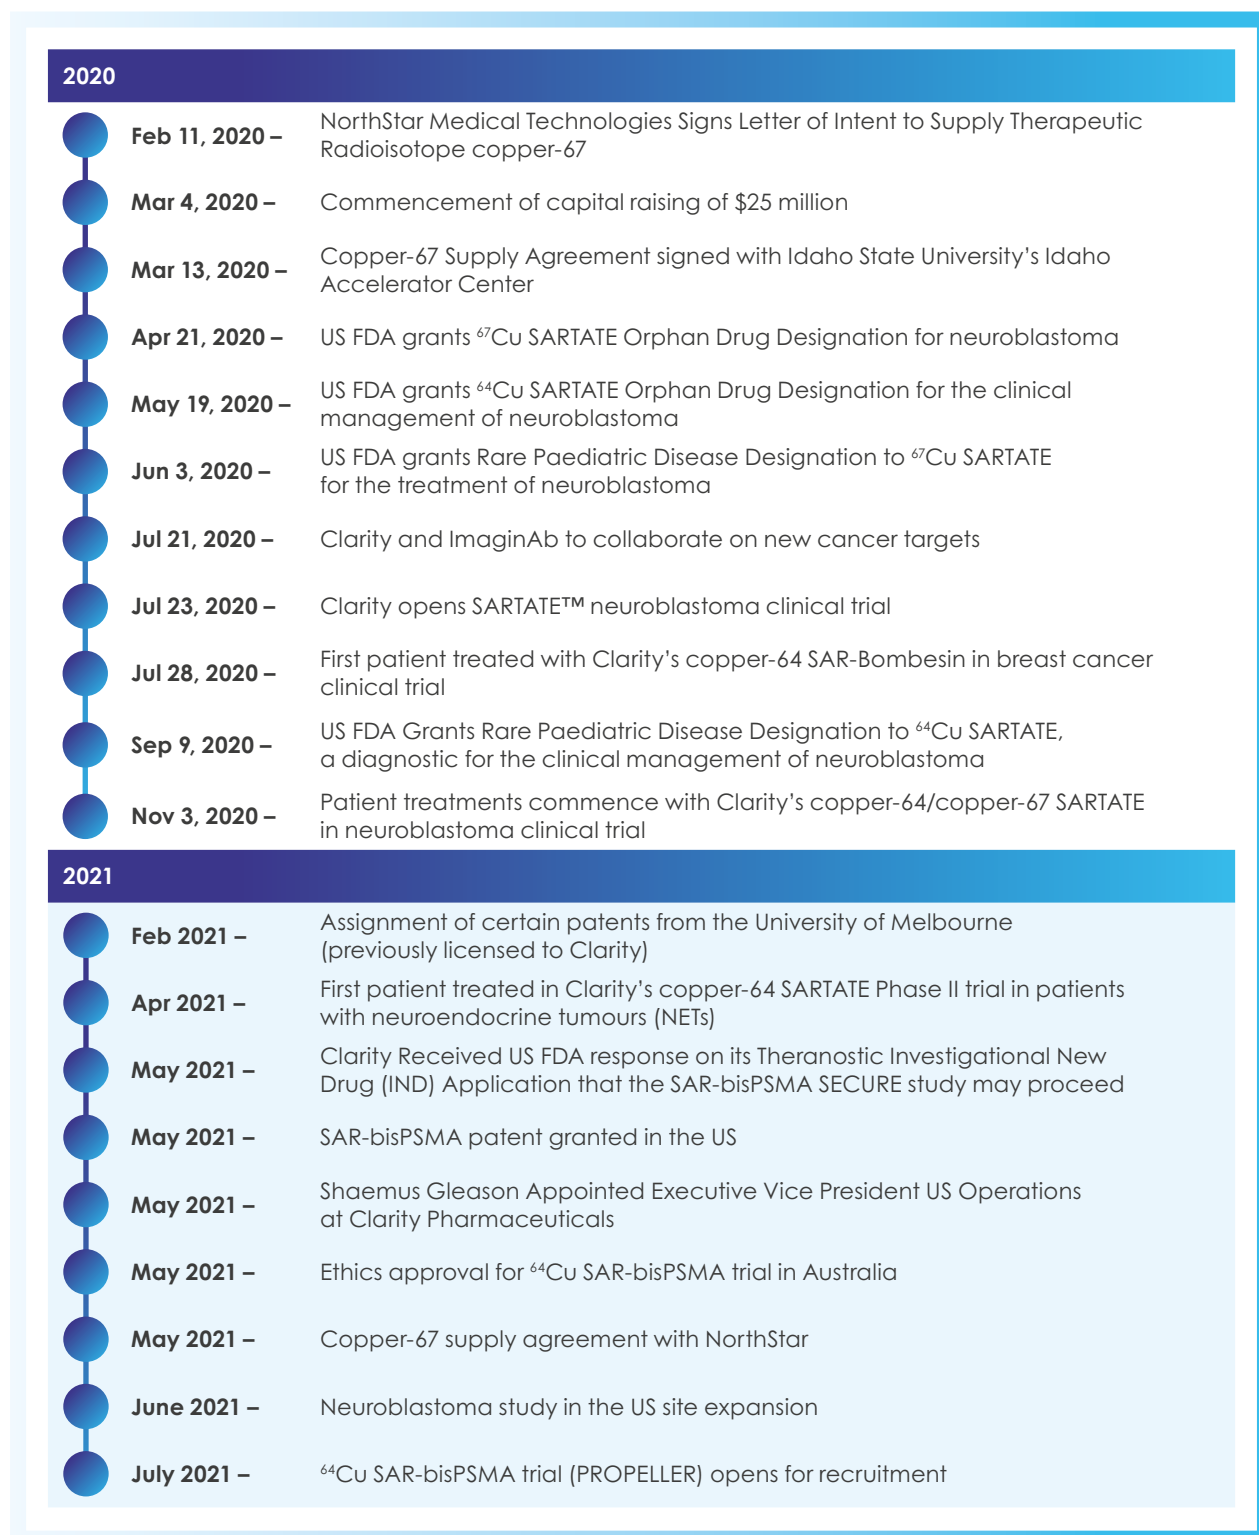 2020
Feb 11, 2020 – NorthStar Medical Technologies Signs Letter of Intent to Supply Therapeutic
Radioisotope copper-67
Mar 4, 2020 – Commencement of capital raising of $25 million
Mar 13, 2020 – Copper-67 Supply Agreement signed with Idaho State University’s Idaho
Accelerator Center
Apr 21, 2020 – US FDA grants ⁶⁷Cu SARTATE Orphan Drug Designation for neuroblastoma
May 19, 2020 – US FDA grants ⁶⁴Cu SARTATE Orphan Drug Designation for the clinical
management of neuroblastoma
Jun 3, 2020 – US FDA grants Rare Paediatric Disease Designation to ⁶⁷Cu SARTATE
for the treatment of neuroblastoma
Jul 21, 2020 – Clarity and ImaginAb to collaborate on new cancer targets
Jul 23, 2020 – Clarity opens SARTATE™ neuroblastoma clinical trial
Jul 28, 2020 – First patient treated with Clarity’s copper-64 SAR-Bombesin in breast cancer
clinical trial
Sep 9, 2020 – US FDA Grants Rare Paediatric Disease Designation to ⁶⁴Cu SARTATE,
a diagnostic for the clinical management of neuroblastoma
Nov 3, 2020 – Patient treatments commence with Clarity’s copper-64/copper-67 SARTATE
in neuroblastoma clinical trial
2021
Feb 2021 – Assignment of certain patents from the University of Melbourne
(previously licensed to Clarity)
Apr 2021 – First patient treated in Clarity’s copper-64 SARTATE Phase II trial in patients
with neuroendocrine tumours (NETs)
May 2021 – Clarity Received US FDA response on its Theranostic Investigational New
Drug (IND) Application that the SAR-bisPSMA SECURE study may proceed
May 2021 – SAR-bisPSMA patent granted in the US
May 2021 – Shaemus Gleason Appointed Executive Vice President US Operations
at Clarity Pharmaceuticals
May 2021 – Ethics approval for ⁶⁴Cu SAR-bisPSMA trial in Australia
May 2021 – Copper-67 supply agreement with NorthStar
June 2021 – Neuroblastoma study in the US site expansion
July 2021 – ⁶⁴Cu SAR-bisPSMA trial (PROPELLER) opens for recruitment